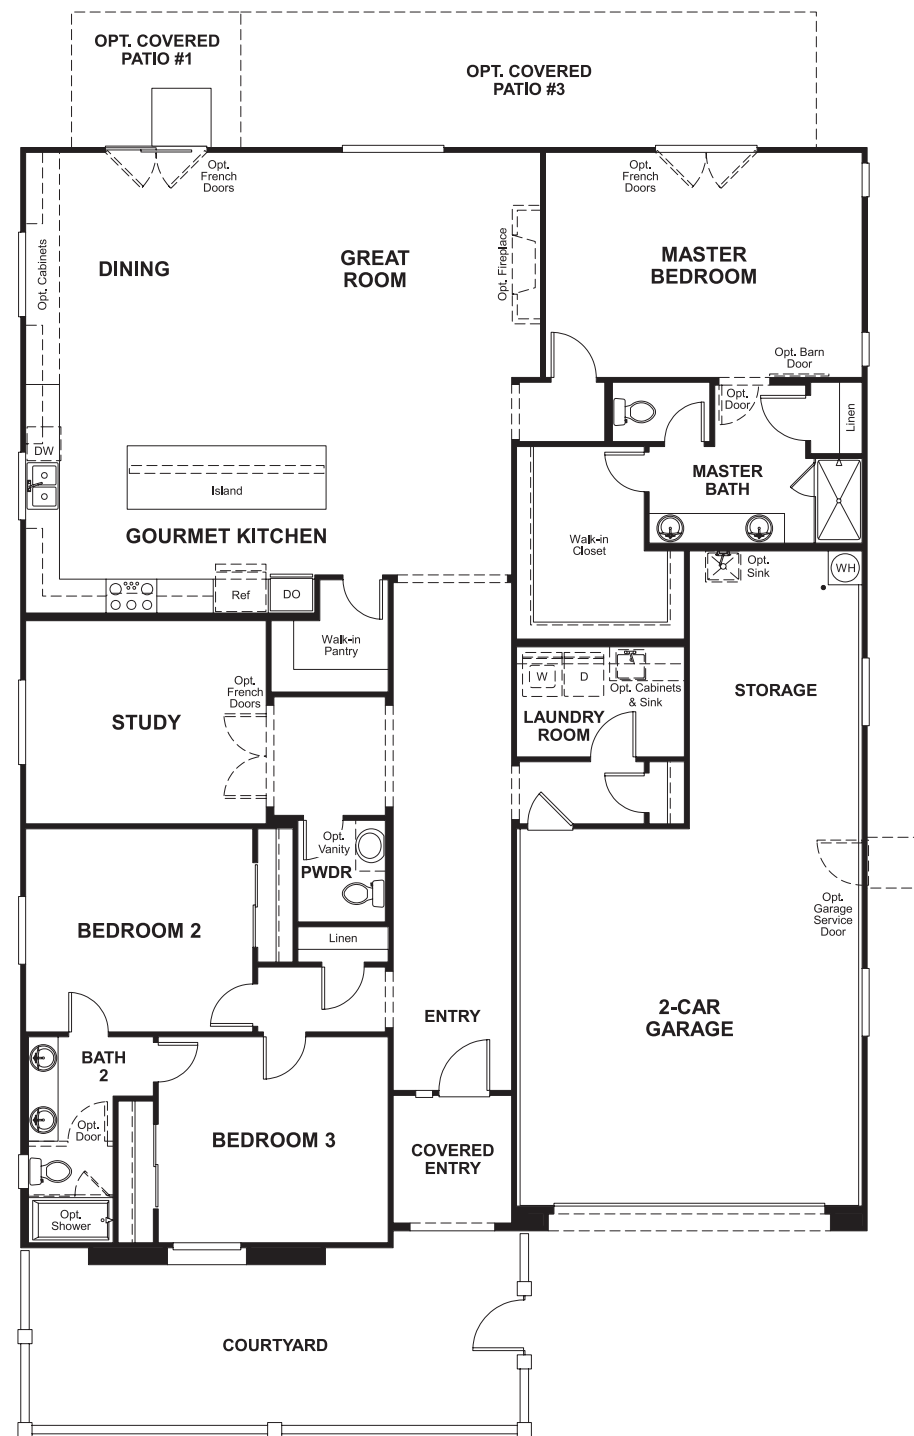 OPT. COVERED
PATIO #1
OPT. COVERED
PATIO #3
Opt.
French
Doors
Opt.
French
Doors
Opt. Cabinets
DINING
GREAT
ROOM
Opt. Fireplace
MASTER
BEDROOM
Opt. Barn
Door
Opt.
Door
Linen
DW
Island
MASTER
BATH
GOURMET KITCHEN
Walk-in
Closet
Opt.
Sink
WH
Ref
DO
Walk-in
Pantry
W
D
Opt. Cabinets
& Sink
LAUNDRY
ROOM
STORAGE
STUDY
Opt.
French
Doors
Opt.
Vanity
PWDR
Opt.
Garage
Service
Door
BEDROOM 2
Linen
ENTRY
2-CAR
GARAGE
BATH
2
Opt.
Door
BEDROOM 3
COVERED
ENTRY
Opt.
Shower
COURTYARD